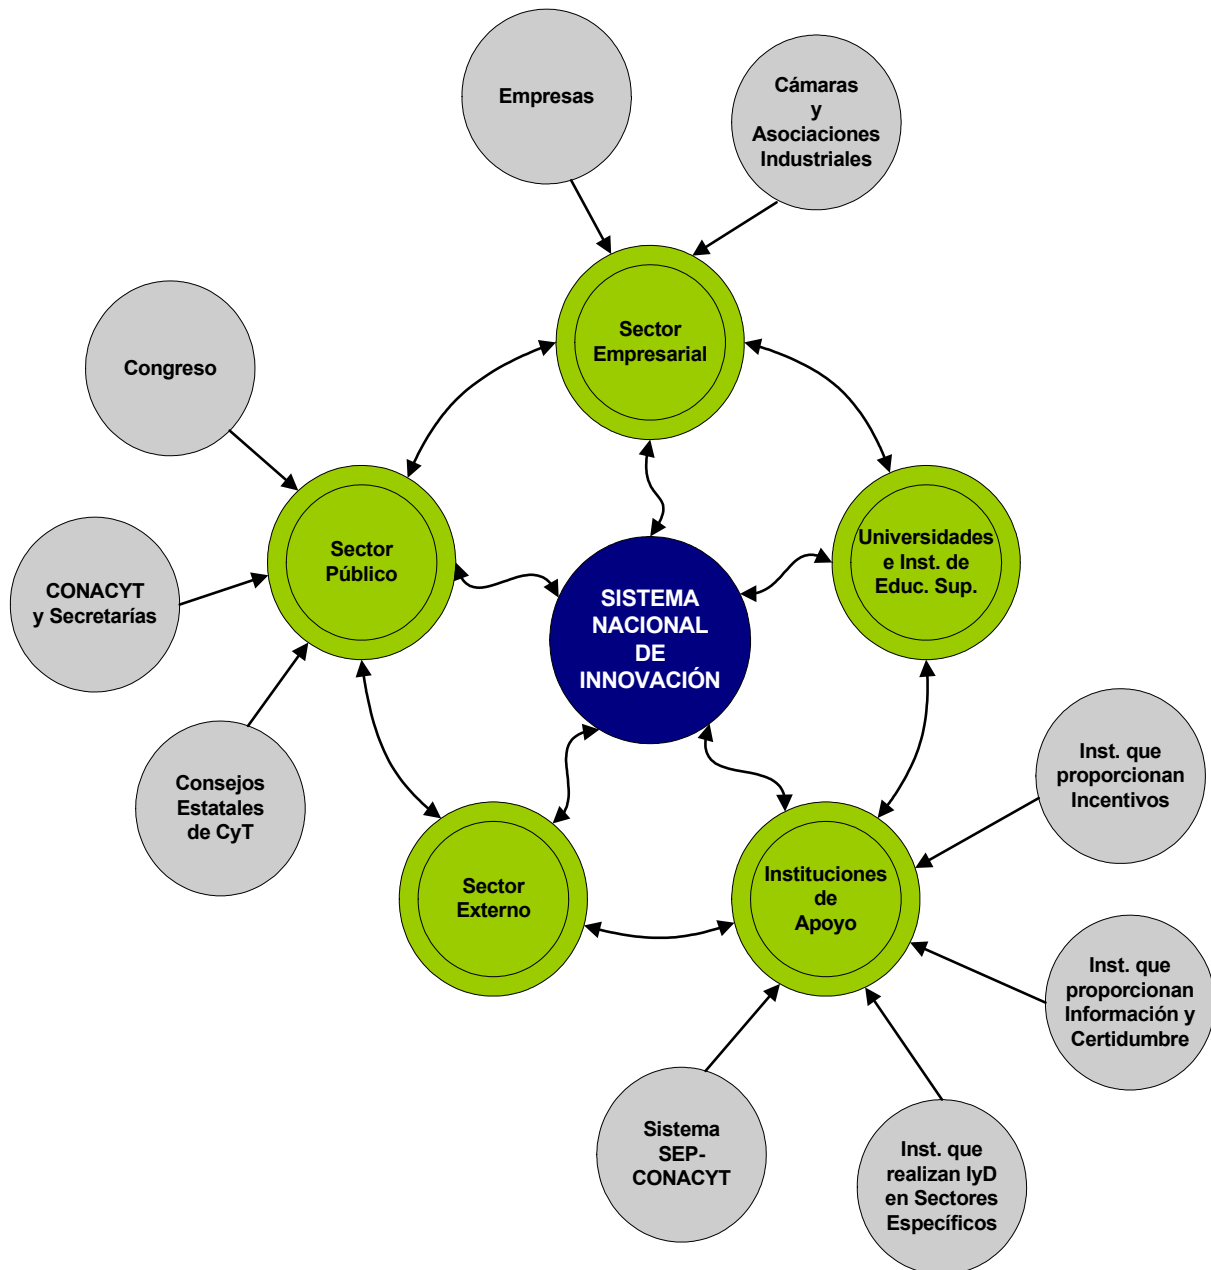 Empresas
Cámaras
y
Asociaciones
Industriales
Sector
Empresarial
Congreso
Universidades
e Inst. de
Educ. Sup.
Sector
Público
CONACYT
y Secretarías
SISTEMA
NACIONAL
DE
INNOVACIÓN
Inst. que
proporcionan
Incentivos
Consejos
Estatales
de CyT
Sector
Externo
Instituciones
de
Apoyo
Inst. que
proporcionan
Información y
Certidumbre
Sistema
SEP-
CONACYT
Inst. que
realizan IyD
en Sectores
Específicos